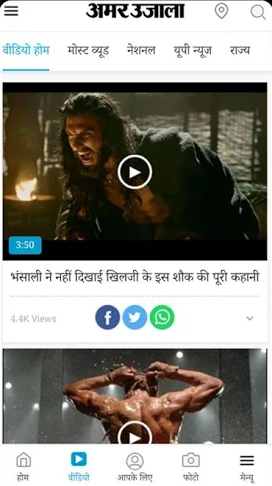 अमर उजाला
वीडियो होम मोस्ट व्यूड नेशनल यूपी न्यूज राज्य
3:50
भंसाली ने नहीं दिखाई खिलजी के इस शौक की पूरी कहानी
4.4K Views
होम वीडियो आपके लिए फोटो मेन्यू